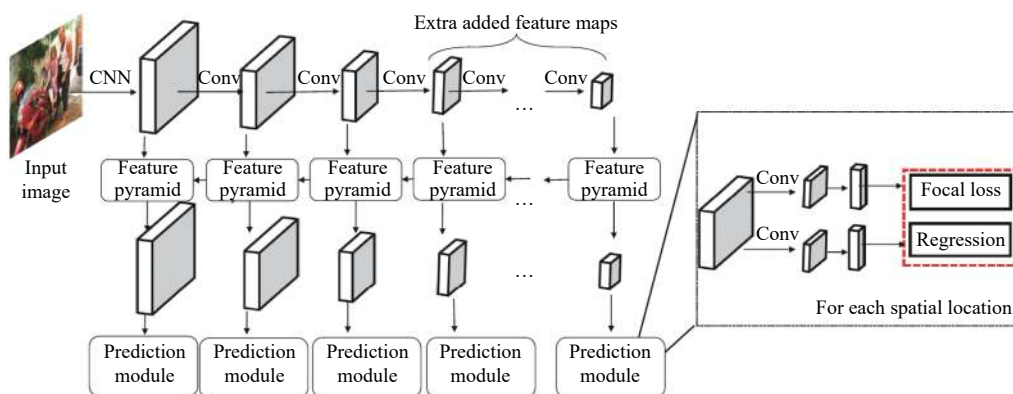 Extra added feature maps
CNN
Conv
Conv
Conv
Conv
...
Conv
Input
image
Feature
pyramid
Feature
pyramid
Feature
pyramid
Feature
pyramid
...
Feature
pyramid
...
Prediction
module
Prediction
module
Prediction
module
Prediction
module
Prediction
module
Conv
Conv
Focal loss
Regression
For each spatial location